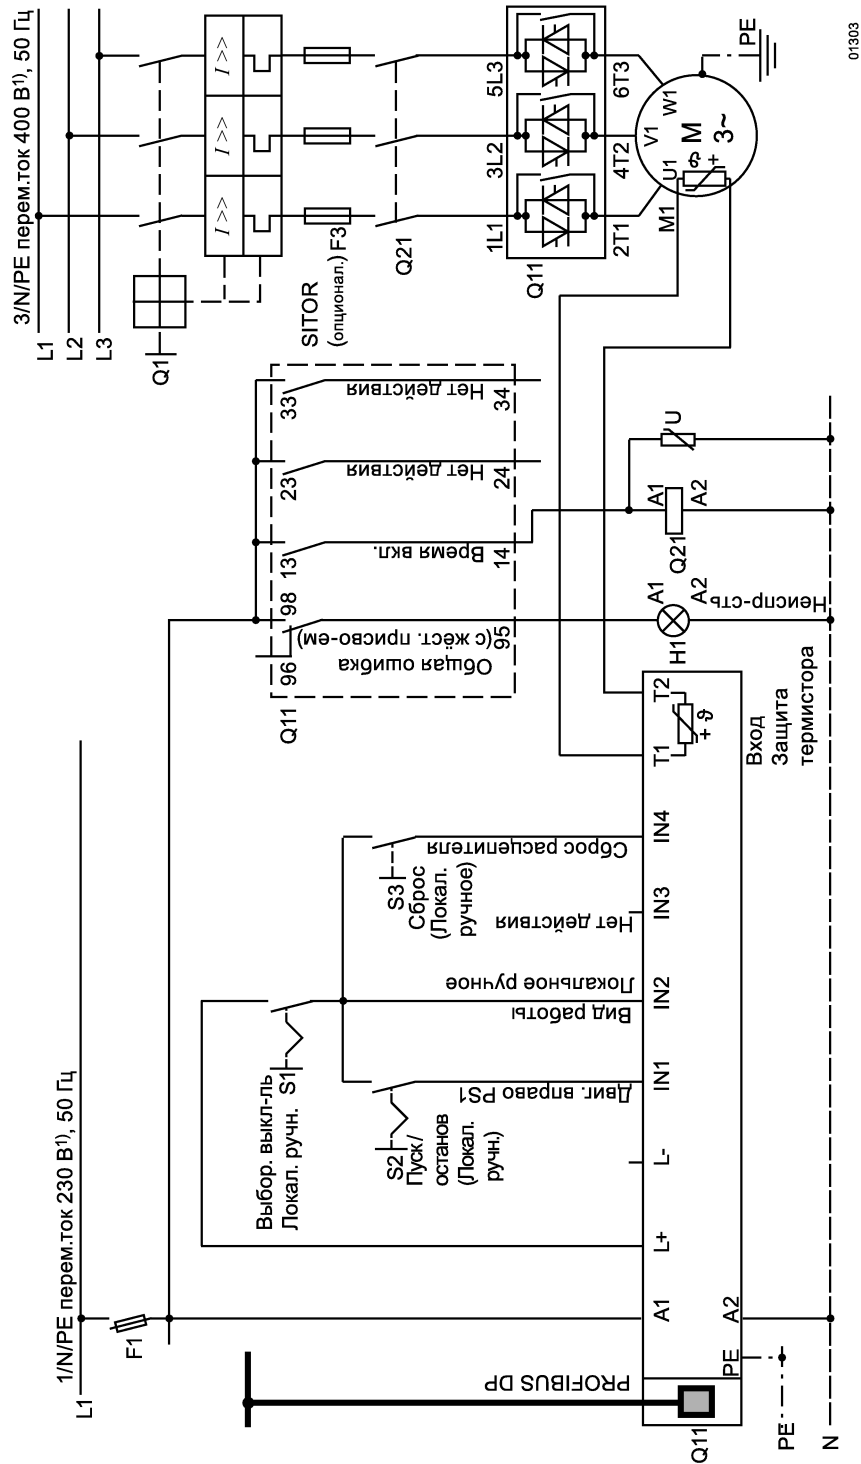 3/N/PE перем.ток 400 В¹⁾, 50 Гц
L1
L2
L3
Q1
I >>
I >>
I >>
SITOR
(опционал.) F3
Q21
Q11
1L1
3L2
5L3
2T1
4T2
6T3
M1
U1
V1
W1
M
3~
+ϑ
PE
01303
Q11
96
98
95
Общая ошибка
(с жёст. присво-ем)
13
14
Время вкл.
23
24
Нет действия
33
34
Нет действия
H1
A1
A2
Неиспр-сть
Q21
A1
A2
U
1/N/PE перем.ток 230 В¹⁾, 50 Гц
L1
F1
Выбор. выкл-ль
Локал. ручн.
S1
S2
Пуск/
останов
(Локал.
ручн.)
S3
Сброс
(Локал.
ручное)
PROFIBUS DP
Двиг. вправо PS1
Вид работы
Локальное ручное
Нет действия
Сброс расцепителя
A1
L+
L-
IN1
IN2
IN3
IN4
T1
T2
+ϑ
Вход
Защита
термистора
Q11
PE
A2
PE
N